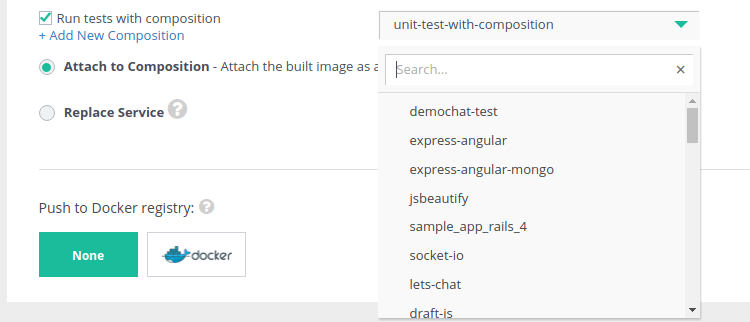 Run tests with composition
unit-test-with-composition
+ Add New Composition
Attach to Composition - Attach the built image as a
Search...
demochat-test
Replace Service ?
express-angular
express-angular-mongo
jsbeautify
Push to Docker registry: ?
sample_app_rails_4
None
docker
socket-io
lets-chat
draft-js